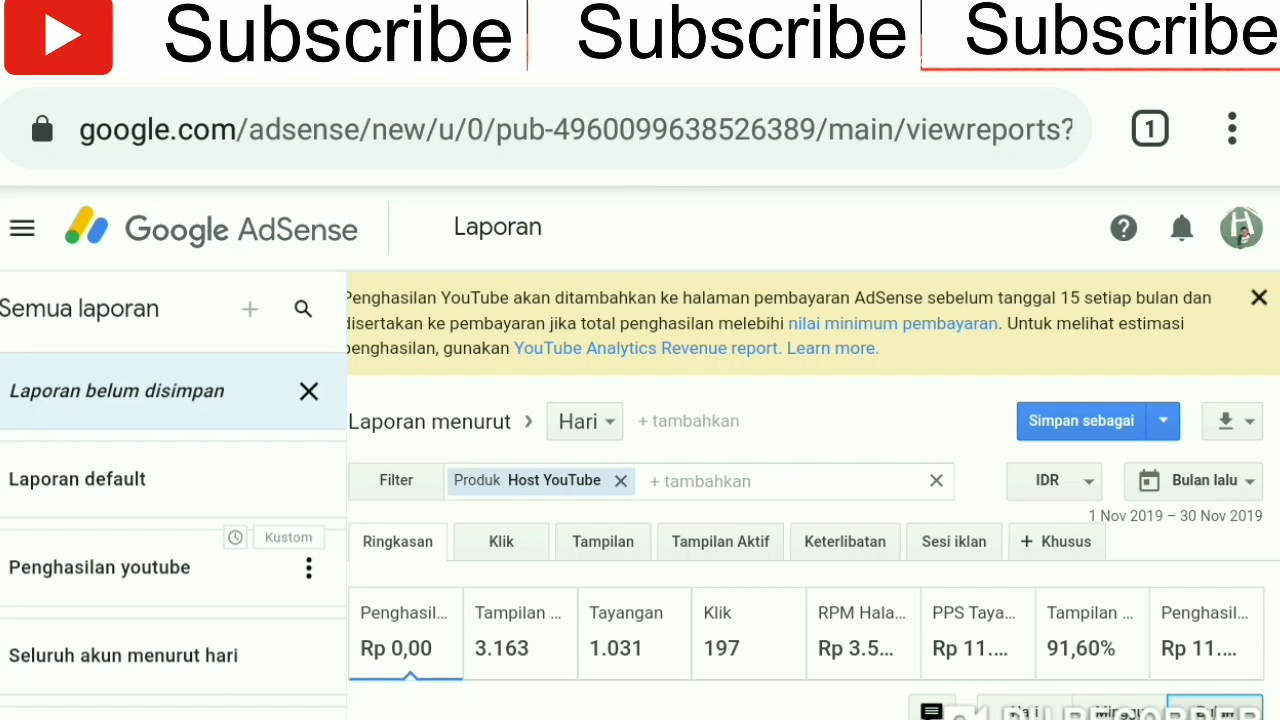 Subscribe Subscribe Subscribe
google.com/adsense/new/u/0/pub-4960099638526389/main/viewreports?
1
Google AdSense
Laporan
Semua laporan
Penghasilan YouTube akan ditambahkan ke halaman pembayaran AdSense sebelum tanggal 15 setiap bulan dan
disertakan ke pembayaran jika total penghasilan melebihi nilai minimum pembayaran. Untuk melihat estimasi
penghasilan, gunakan YouTube Analytics Revenue report. Learn more.
Laporan belum disimpan
Laporan default
Kustom
Penghasilan youtube
Seluruh akun menurut hari
Laporan menurut Hari + tambahkan
Simpan sebagai
Filter Produk Host YouTube + tambahkan
IDR Bulan lalu
1 Nov 2019 – 30 Nov 2019
Ringkasan Klik Tampilan Tampilan Aktif Keterlibatan Sesi iklan + Khusus
Penghasil... Tampilan ... Tayangan Klik RPM Hala... PPS Taya... Tampilan ... Penghasil...
Rp 0,00 3.163 1.031 197 Rp 3.5... Rp 11.... 91,60% Rp 11....
Hari Minggu